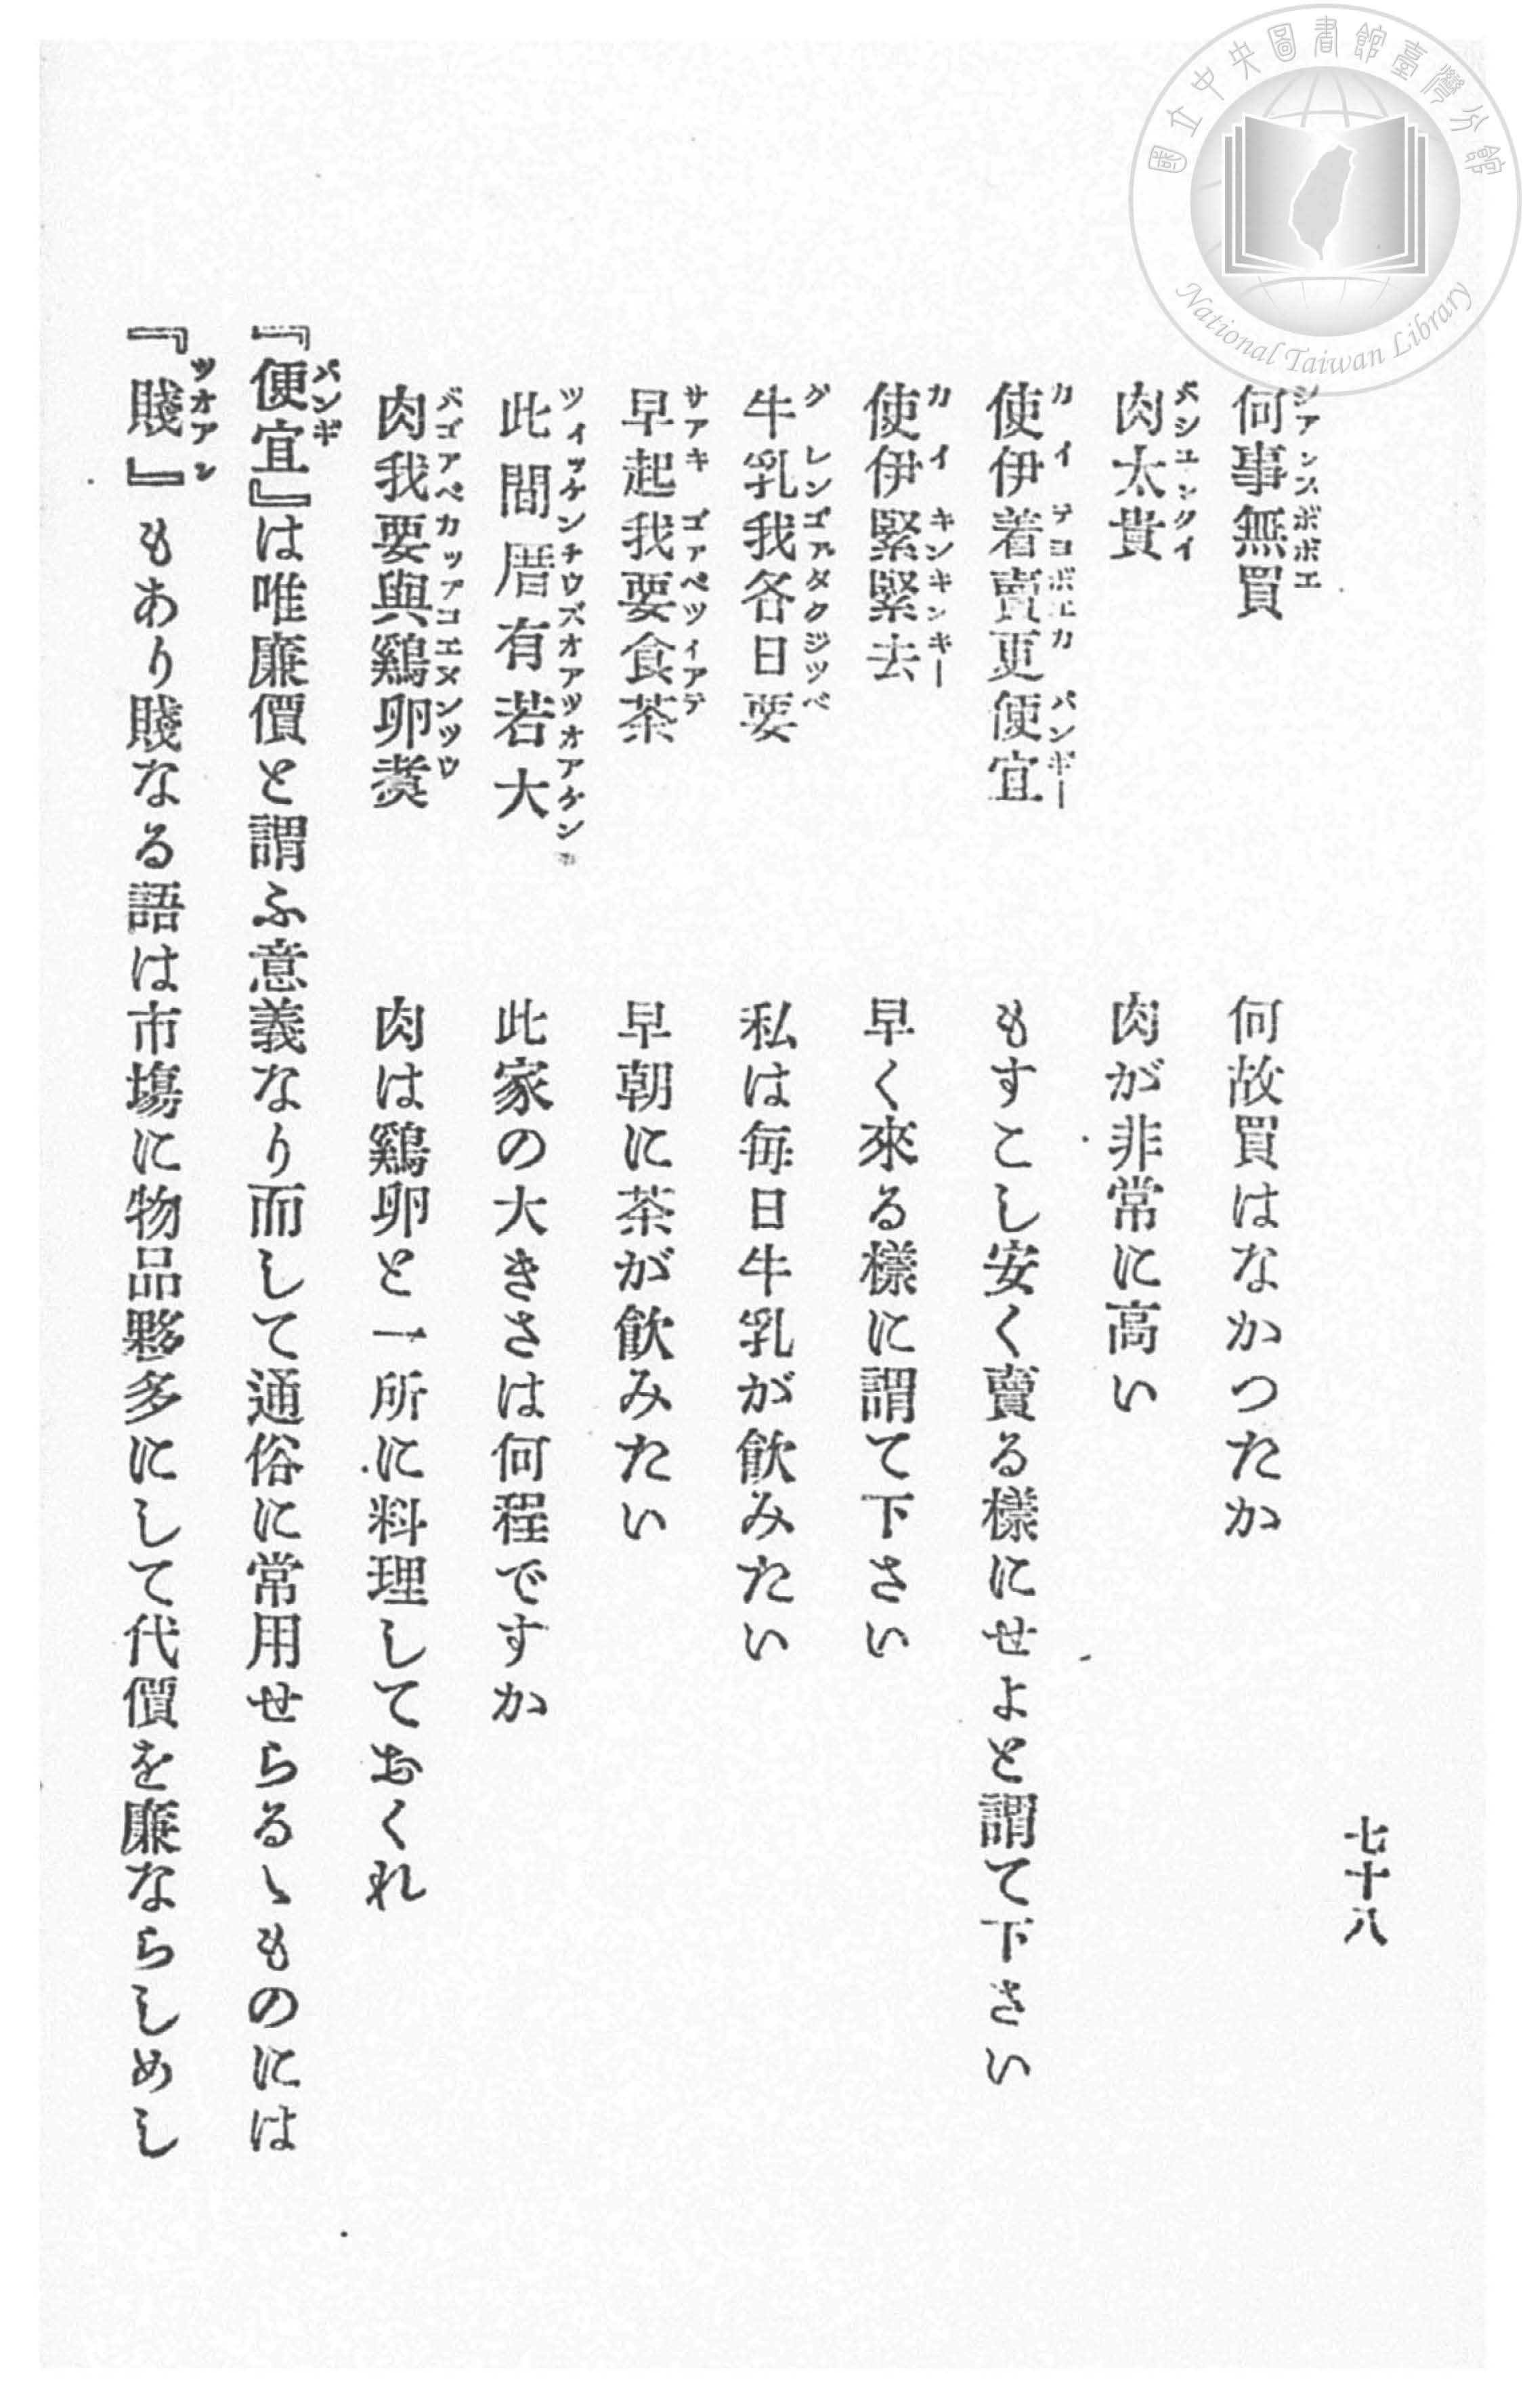 國立中央圖書館臺灣分館
National Taiwan Library
七十八
何事無買
何故買はなかつたか
肉太貴
肉が非常に高い
使伊着賣更便宜
もすこし安く賣る樣にせよと謂て下さい
使伊緊緊去
早く來る樣に謂て下さい
牛乳我各日要
私は毎日牛乳が飮みたい
早起我要食茶
早朝に茶が飮みたい
此間厝有若大
此家の大きさは何程ですか
肉我要與鷄卵煑
肉は鷄卵と一所に料理しておくれ
『便宜』は唯廉價と謂ふ意義なり而して通俗に常用せらるゝものには
『賤』もあり賤なる語は市塲に物品夥多にして代價を廉ならしめし